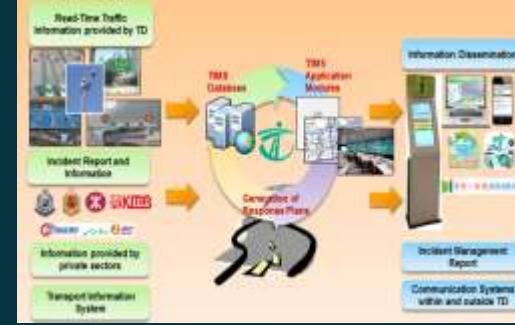 Real-Time Traffic
Information provided by TD
Incident Report and
Information
KMB
Information provided by
private sectors
Transport Information
System
TIMS
Database
TIMS
Application
Modules
Generation of
Response Plans
Information Dissemination
Incident Management
Report
Communication Systems
within and outside TD